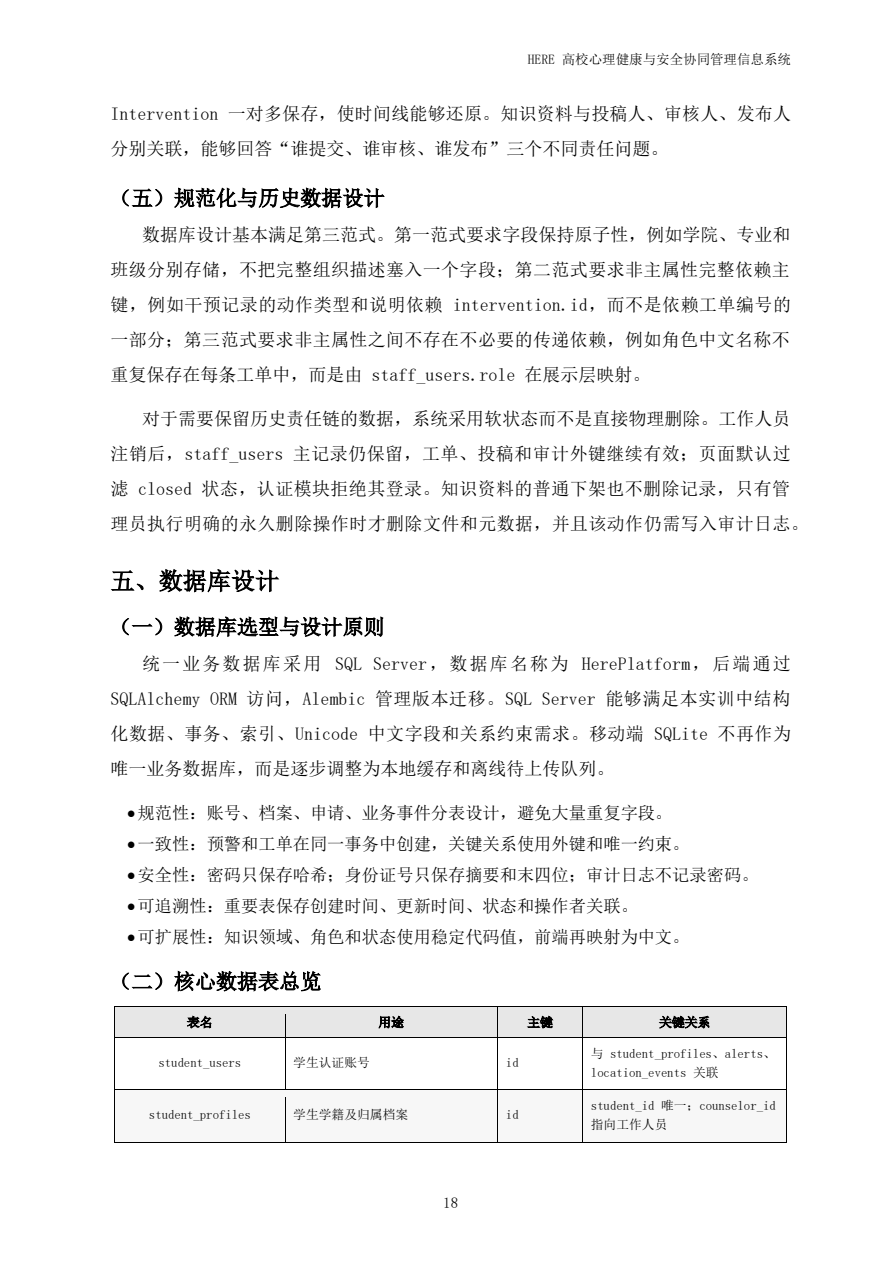 HERE 高校心理健康与安全协同管理信息系统
Intervention 一对多保存，使时间线能够还原。知识资料与投稿人、审核人、发布人
分别关联，能够回答“谁提交、谁审核、谁发布”三个不同责任问题。
（五）规范化与历史数据设计
数据库设计基本满足第三范式。第一范式要求字段保持原子性，例如学院、专业和
班级分别存储，不把完整组织描述塞入一个字段；第二范式要求非主属性完整依赖主
键，例如干预记录的动作类型和说明依赖 intervention.id，而不是依赖工单编号的
一部分；第三范式要求非主属性之间不存在不必要的传递依赖，例如角色中文名称不
重复保存在每条工单中，而是由 staff_users.role 在展示层映射。
对于需要保留历史责任链的数据，系统采用软状态而不是直接物理删除。工作人员
注销后，staff_users 主记录仍保留，工单、投稿和审计外键继续有效；页面默认过
滤 closed 状态，认证模块拒绝其登录。知识资料的普通下架也不删除记录，只有管
理员执行明确的永久删除操作时才删除文件和元数据，并且该动作仍需写入审计日志。
五、数据库设计
（一）数据库选型与设计原则
统一业务数据库采用 SQL Server，数据库名称为 HerePlatform，后端通过
SQLAlchemy ORM 访问，Alembic 管理版本迁移。SQL Server 能够满足本实训中结构
化数据、事务、索引、Unicode 中文字段和关系约束需求。移动端 SQLite 不再作为
唯一业务数据库，而是逐步调整为本地缓存和离线待上传队列。
•规范性：账号、档案、申请、业务事件分表设计，避免大量重复字段。
•一致性：预警和工单在同一事务中创建，关键关系使用外键和唯一约束。
•安全性：密码只保存哈希；身份证号只保存摘要和末四位；审计日志不记录密码。
•可追溯性：重要表保存创建时间、更新时间、状态和操作者关联。
•可扩展性：知识领域、角色和状态使用稳定代码值，前端再映射为中文。
（二）核心数据表总览
表名 用途 主键 关键关系
student_users 学生认证账号 id 与 student_profiles、alerts、
location_events 关联
student_profiles 学生学籍及归属档案 id student_id 唯一；counselor_id
指向工作人员
18